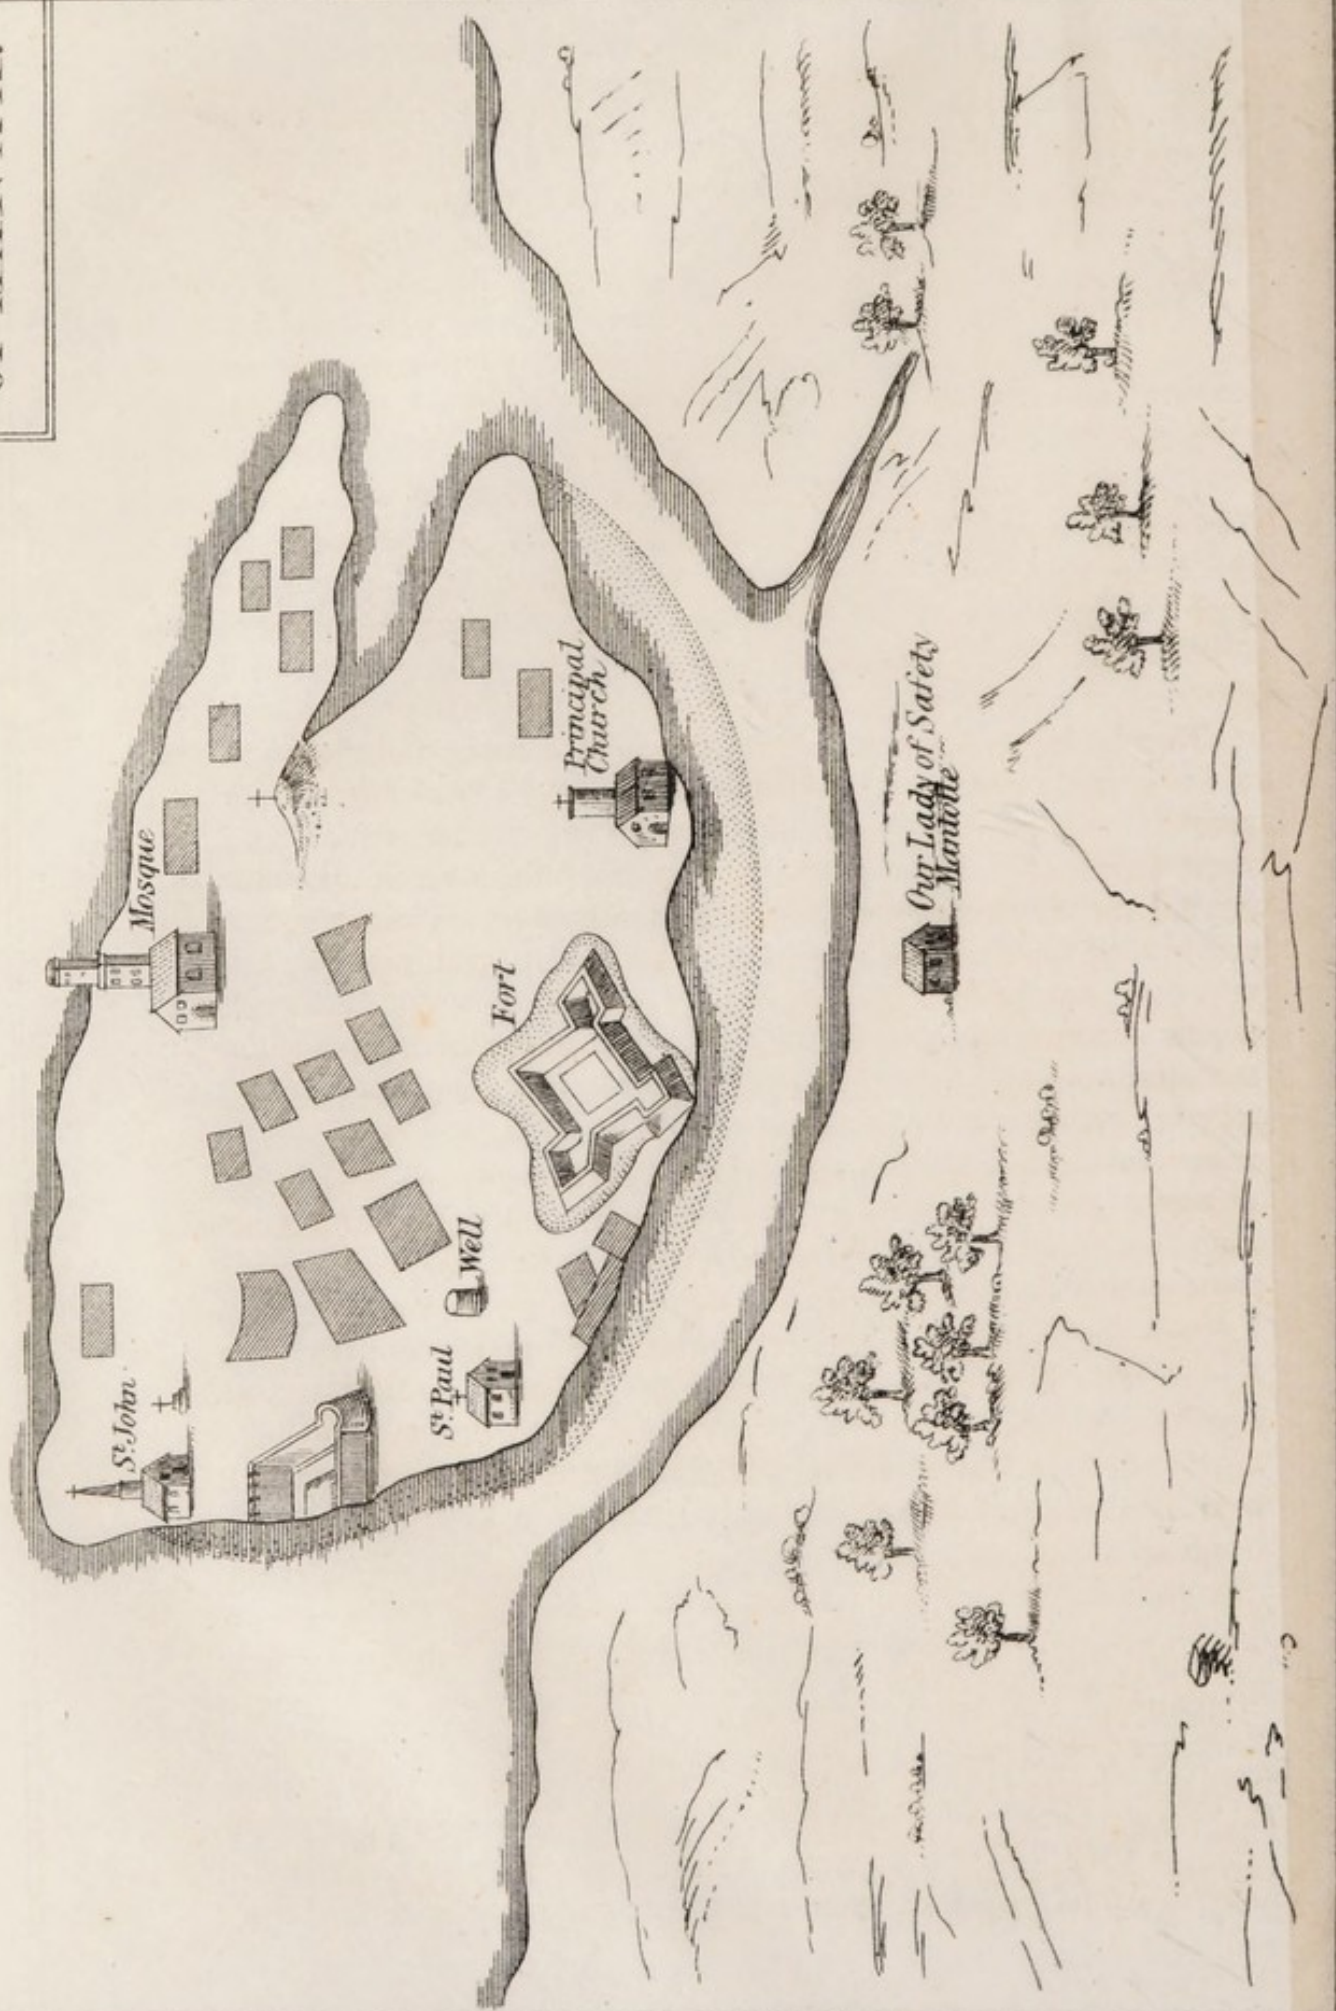 Mosque
Principal
Church
Fort
Well
St. Paul
St. John
Our Lady of Safety
Mantotte